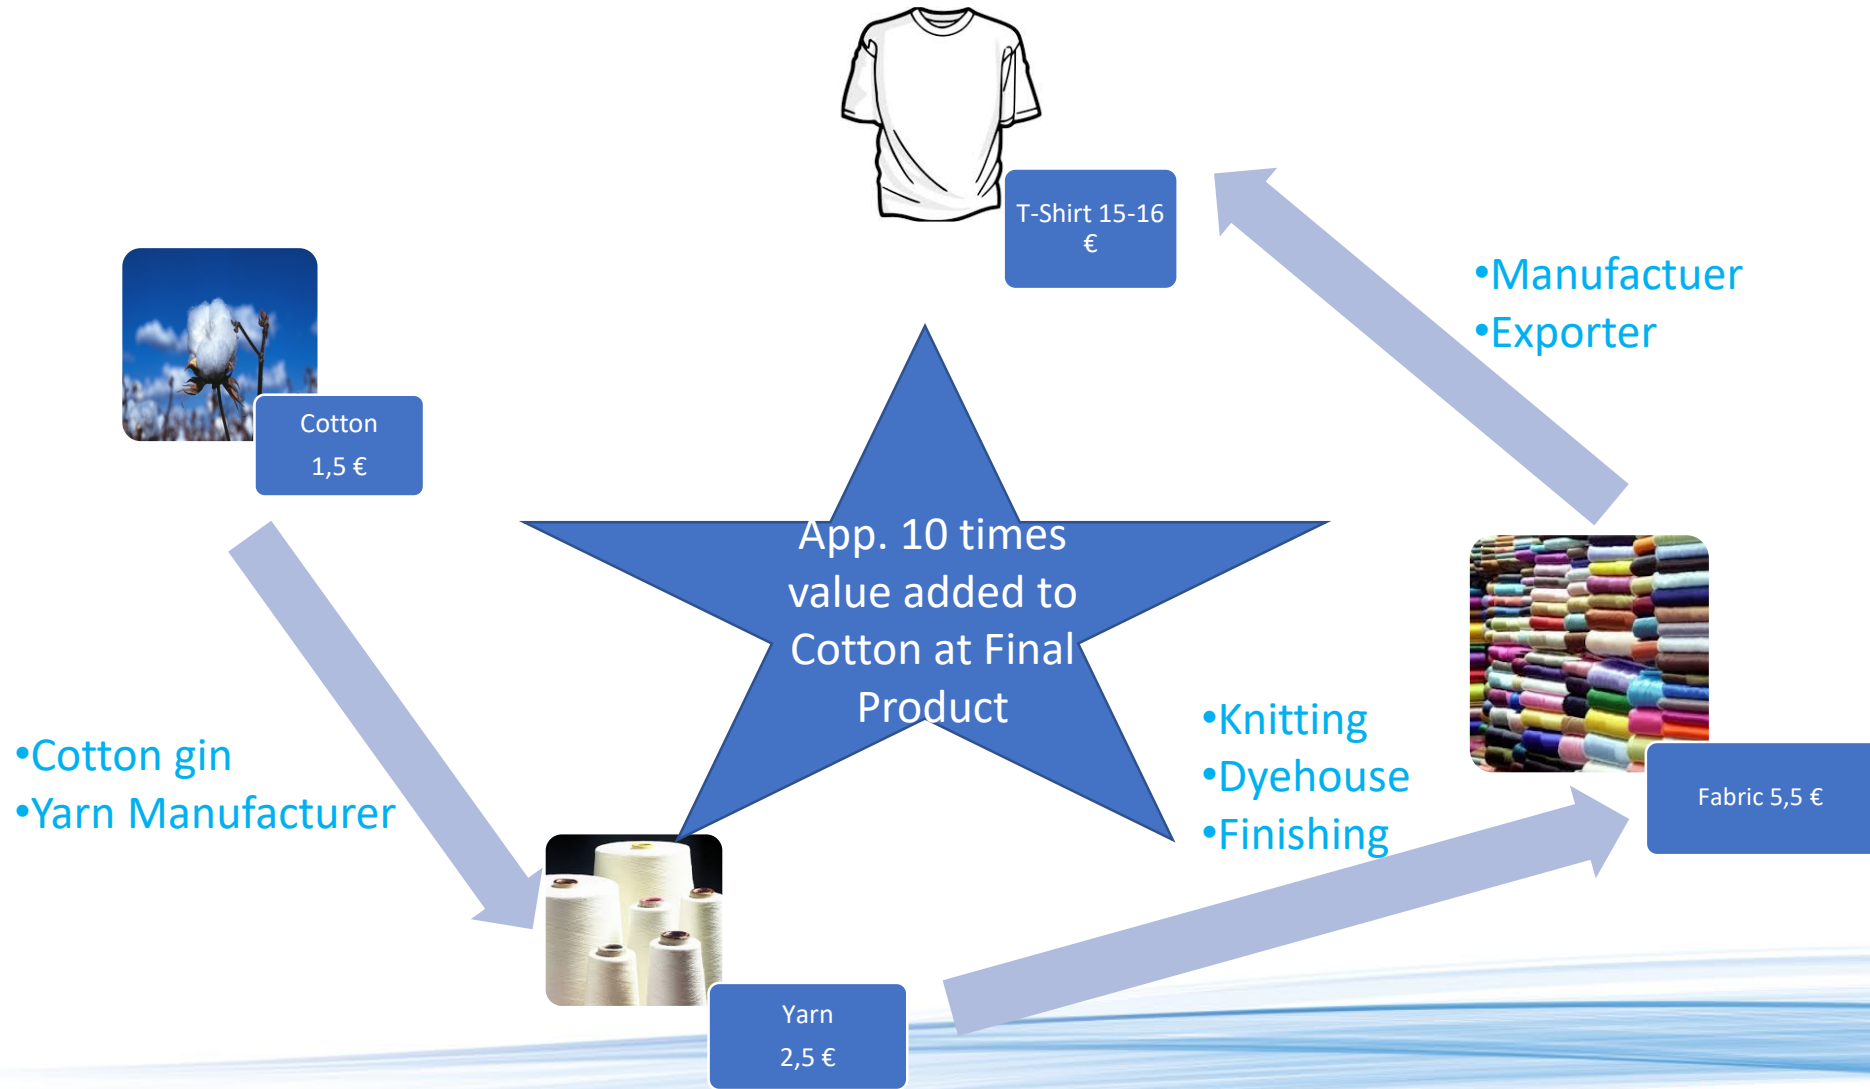 T-Shirt 15-16
€
•Manufactuer
•Exporter
Cotton
1,5 €
App. 10 times
value added to
Cotton at Final
Product
•Knitting
•Dyehouse
•Finishing
•Cotton gin
•Yarn Manufacturer
Fabric 5,5 €
Yarn
2,5 €